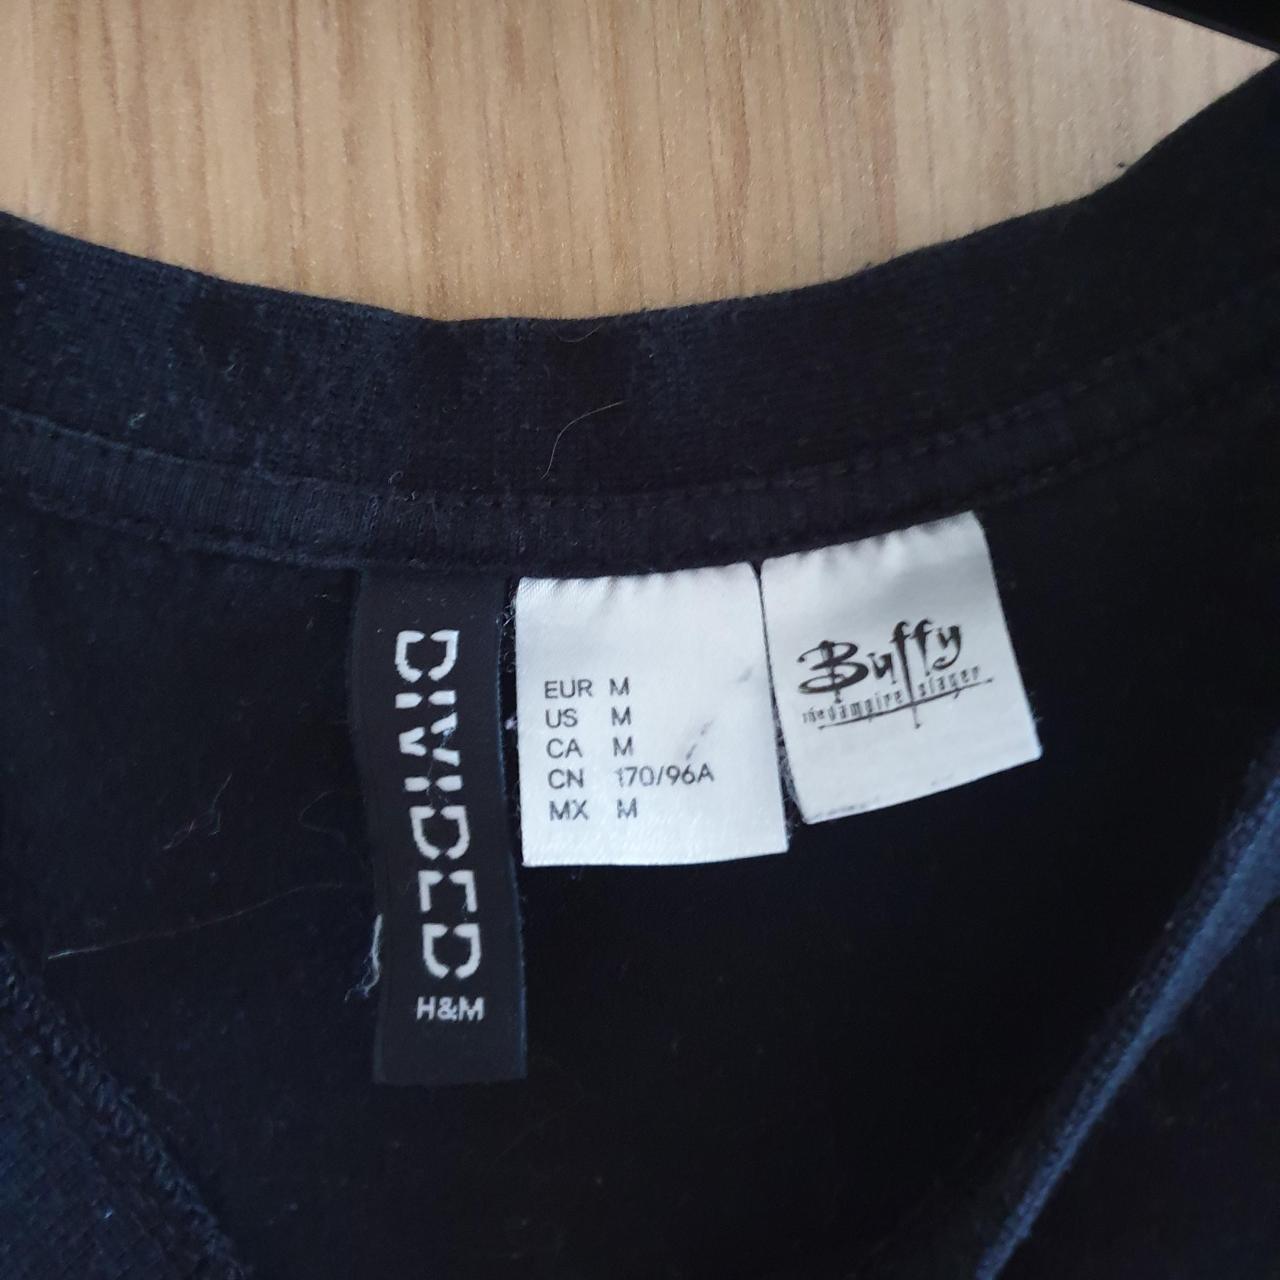 DIVIDED
H&M
EUR M
US M
CA M
CN 170/96A
MX M
Buffy
the vampire slayer